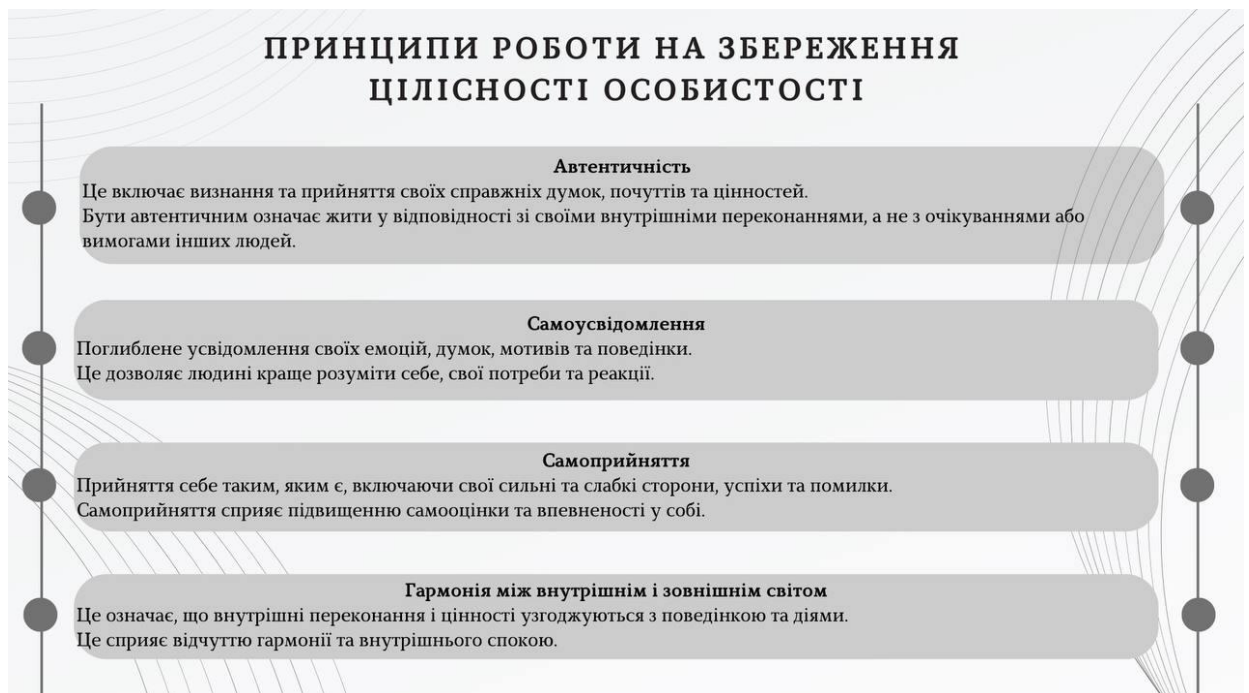 ПРИНЦИПИ РОБОТИ НА ЗБЕРЕЖЕННЯ
ЦІЛІСНОСТІ ОСОБИСТОСТІ
Автентичність
Це включає визнання та прийняття своїх справжніх думок, почуттів та цінностей.
Бути автентичним означає жити у відповідності зі своїми внутрішніми переконаннями, а не з очікуваннями або
вимогами інших людей.
Самоусвідомлення
Поглиблене усвідомлення своїх емоцій, думок, мотивів та поведінки.
Це дозволяє людині краще розуміти себе, свої потреби та реакції.
Самоприйняття
Прийняття себе таким, яким є, включаючи свої сильні та слабкі сторони, успіхи та помилки.
Самоприйняття сприяє підвищенню самооцінки та впевненості у собі.
Гармонія між внутрішнім і зовнішнім світом
Це означає, що внутрішні переконання і цінності узгоджуються з поведінкою та діями.
Це сприяє відчуттю гармонії та внутрішнього спокою.